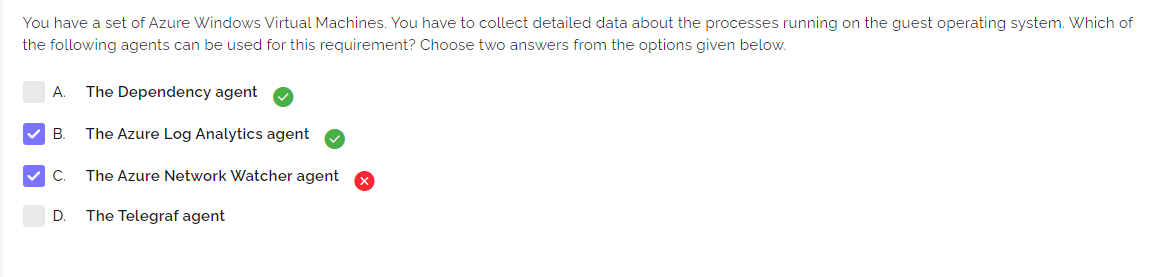 You have a set of Azure Windows Virtual Machines. You have to collect detailed data about the processes running on the guest operating system. Which of
the following agents can be used for this requirement? Choose two answers from the options given below.
A. The Dependency agent
B. The Azure Log Analytics agent
C. The Azure Network Watcher agent
D. The Telegraf agent